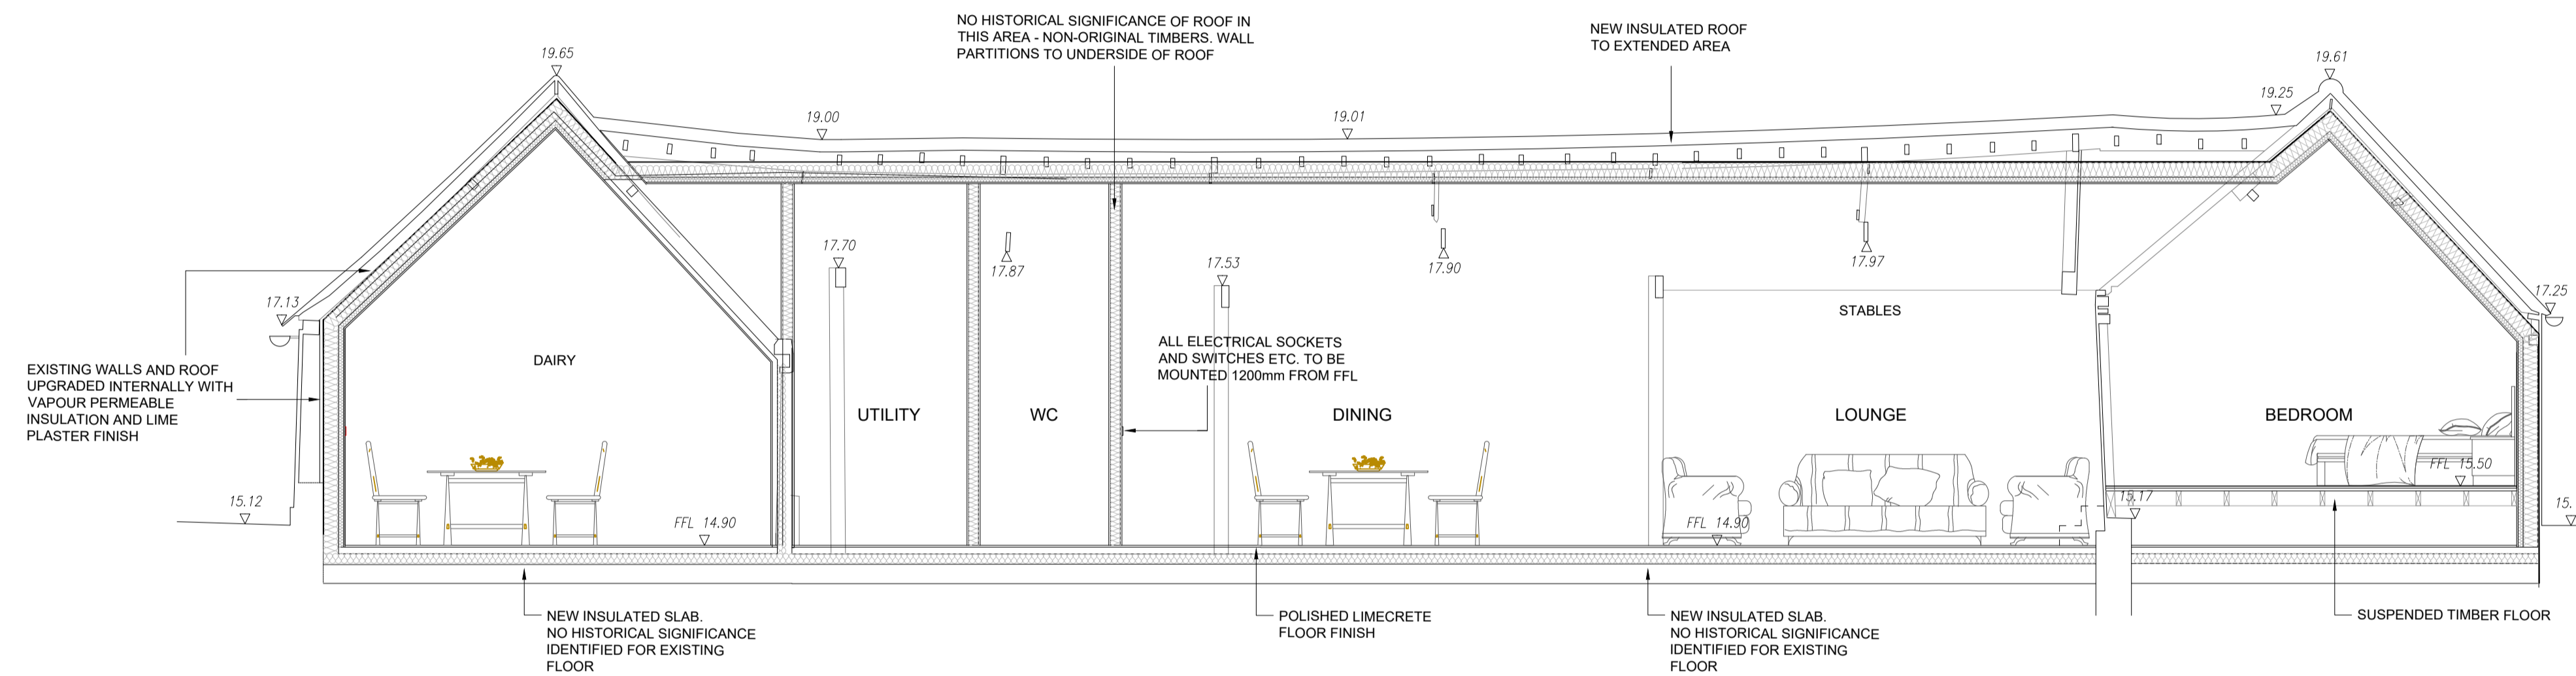 NO HISTORICAL SIGNIFICANCE OF ROOF IN
THIS AREA - NON-ORIGINAL TIMBERS. WALL
PARTITIONS TO UNDERSIDE OF ROOF
NEW INSULATED ROOF
TO EXTENDED AREA
19.65
19.00
19.01
19.25
19.61
17.13
17.70
17.87
17.53
17.90
17.97
17.25
STABLES
EXISTING WALLS AND ROOF
UPGRADED INTERNALLY WITH
VAPOUR PERMEABLE
INSULATION AND LIME
PLASTER FINISH
DAIRY
ALL ELECTRICAL SOCKETS
AND SWITCHES ETC. TO BE
MOUNTED 1200mm FROM FFL
UTILITY
WC
DINING
LOUNGE
BEDROOM
FFL 15.50
15.12
FFL 14.90
FFL 14.90
15.17
15.
NEW INSULATED SLAB.
NO HISTORICAL SIGNIFICANCE
IDENTIFIED FOR EXISTING
FLOOR
POLISHED LIMECRETE
FLOOR FINISH
NEW INSULATED SLAB.
NO HISTORICAL SIGNIFICANCE
IDENTIFIED FOR EXISTING
FLOOR
SUSPENDED TIMBER FLOOR